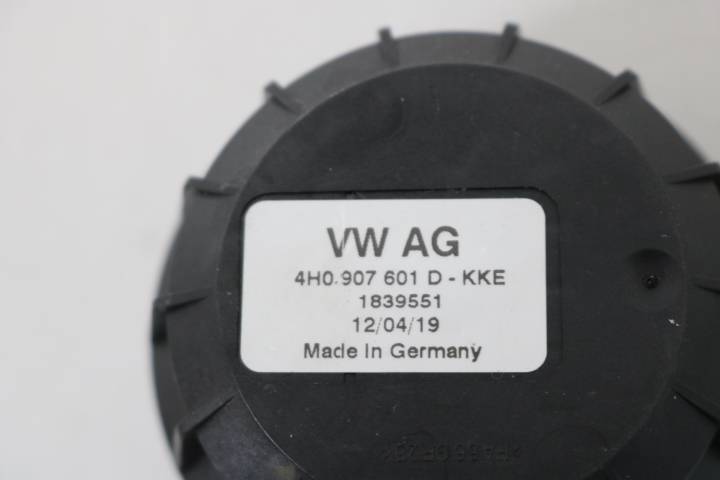 VW AG
4H0 907 601 D - KKE
1839551
12/04/19
Made In Germany